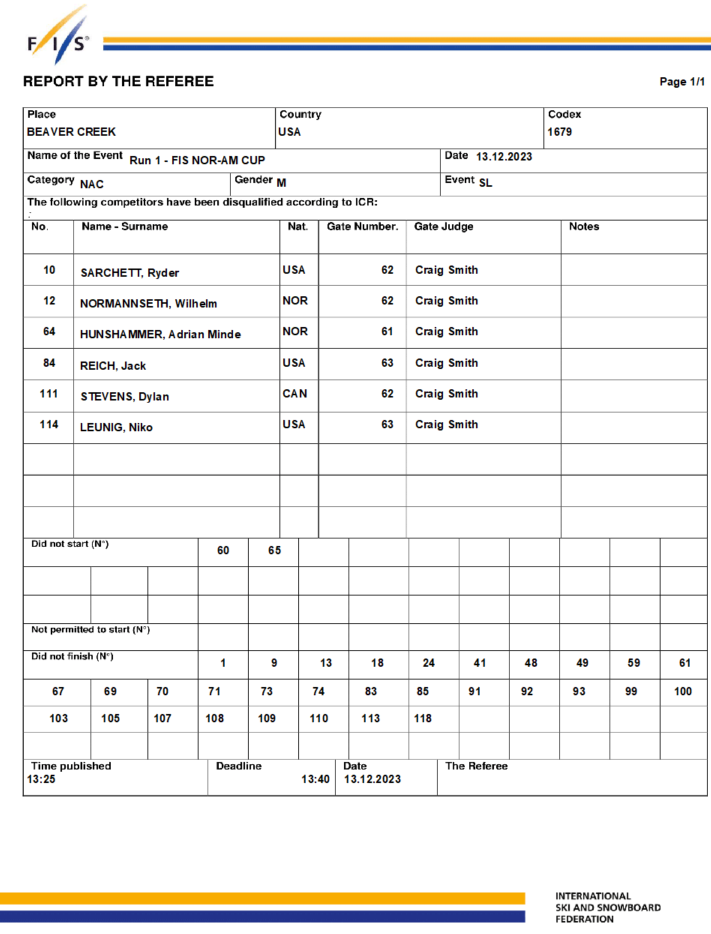 FIS®
REPORT BY THE REFEREE Page 1/1
Place Country Codex
BEAVER CREEK USA 1679
Name of the Event Run 1 - FIS NOR-AM CUP Date 13.12.2023
Category NAC Gender M Event SL
The following competitors have been disqualified according to ICR:
:
No. Name - Surname Nat. Gate Number. Gate Judge Notes
10 SARCHETT, Ryder USA 62 Craig Smith
12 NORMANNSETH, Wilhelm NOR 62 Craig Smith
64 HUNSHAMMER, Adrian Minde NOR 61 Craig Smith
84 REICH, Jack USA 63 Craig Smith
111 STEVENS, Dylan CAN 62 Craig Smith
114 LEUNIG, Niko USA 63 Craig Smith
Did not start (N°) 60 65
Not permitted to start (N°)
Did not finish (N°) 1 9 13 18 24 41 48 49 59 61
67 69 70 71 73 74 83 85 91 92 93 99 100
103 105 107 108 109 110 113 118
Time published Deadline Date The Referee
13:25 13:40 13.12.2023
INTERNATIONAL
SKI AND SNOWBOARD
FEDERATION